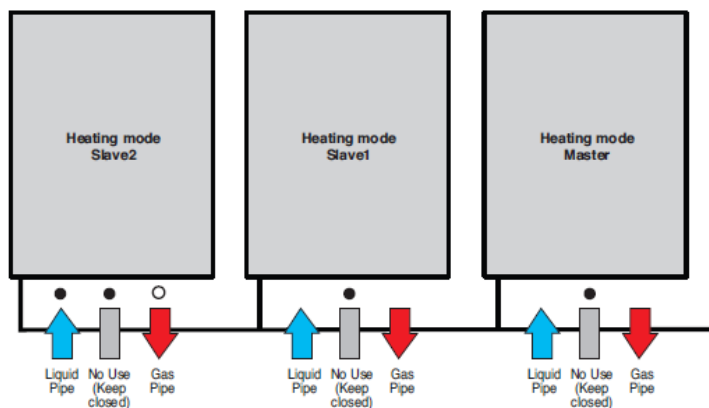 Heating mode
Slave2
Heating mode
Slave1
Heating mode
Master
Liquid
Pipe
No Use
(Keep
closed)
Gas
Pipe
Liquid
Pipe
No Use
(Keep
closed)
Gas
Pipe
Liquid
Pipe
No Use
(Keep
closed)
Gas
Pipe